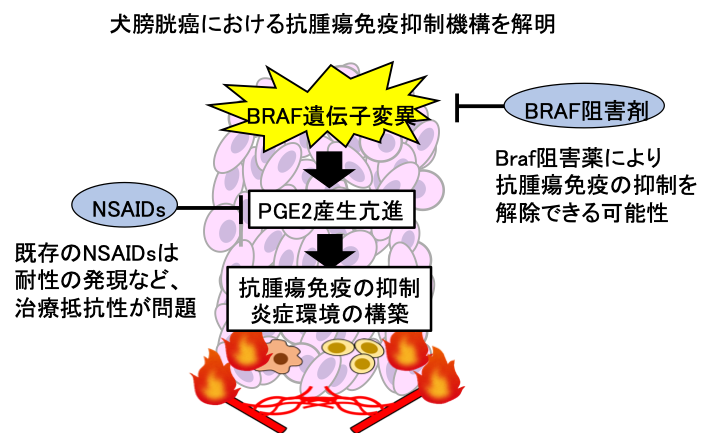 犬膀胱癌における抗腫瘍免疫抑制機構を解明
BRAF遺伝子変異
BRAF阻害剤
Braf阻害薬により
抗腫瘍免疫の抑制を
解除できる可能性
NSAIDs
PGE2産生亢進
既存のNSAIDsは
耐性の発現など、
治療抵抗性が問題
抗腫瘍免疫の抑制
炎症環境の構築